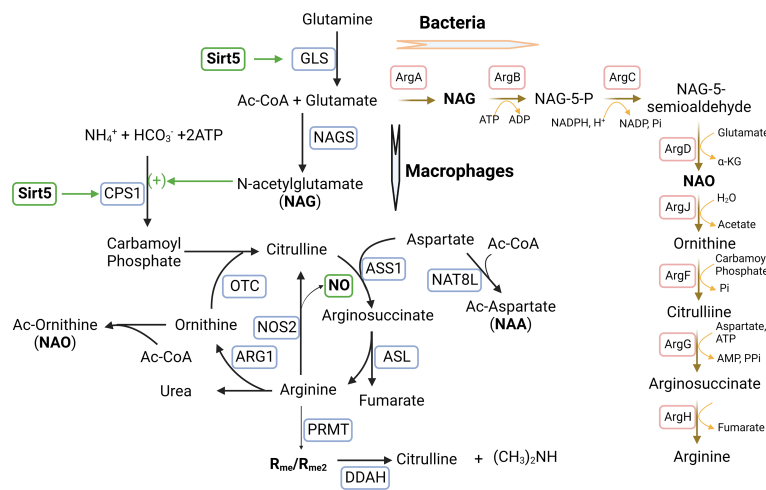 Glutamine
Bacteria
Sirt5
GLS
ArgA
ArgB
ArgC
Ac-CoA + Glutamate
NAG
NAG-5-P
NAG-5-
semioaldehyde
ATP
ADP
NADPH, H⁺
NADP, Pi
NH₄⁺ + HCO₃⁻ +2ATP
NAGS
Glutamate
ArgD
α-KG
Macrophages
Sirt5
CPS1
(+)
N-acetylglutamate
(NAG)
NAO
ArgJ
H₂O
Acetate
Carbamoyl
Phosphate
Citrulline
Aspartate
Ac-CoA
Ornithine
OTC
NO
ASS1
NAT8L
ArgF
Carbamoy
Phosphate
Pi
Ac-Ornithine
(NAO)
Ornithine
NOS2
Arginosuccinate
Ac-Aspartate
(NAA)
Citrulliine
Ac-CoA
ARG1
ASL
ArgG
Aspartate,
ATP
AMP, PPi
Urea
Arginine
Fumarate
Arginosuccinate
PRMT
ArgH
Fumarate
Rme/Rme2
Citrulline + (CH₃)₂NH
DDAH
Arginine